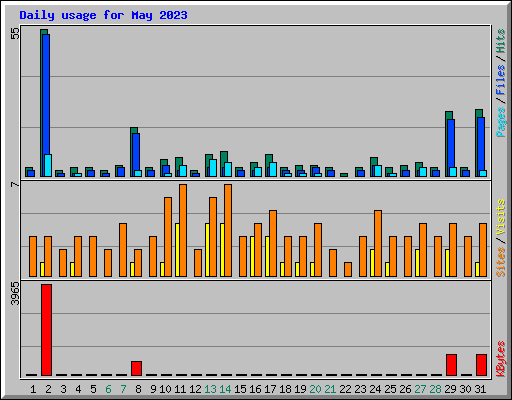 Daily usage for May 2023
55
Pages / Files / Hits
7
Sites / Visits
3965
KBytes
1 2 3 4 5 6 7 8 9 10 11 12 13 14 15 16 17 18 19 20 21 22 23 24 25 26 27 28 29 30 31